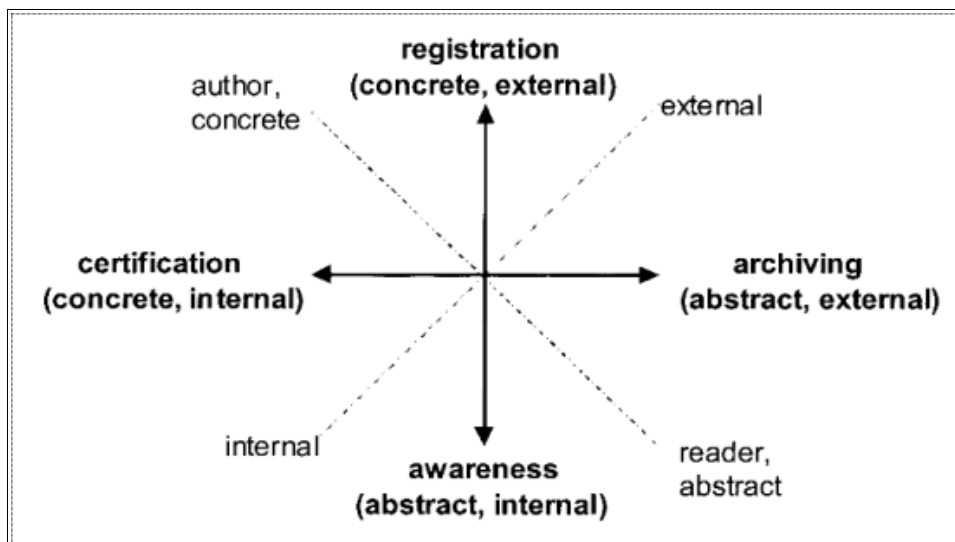 registration
(concrete, external)
author,
concrete
external
certification
(concrete, internal)
archiving
(abstract, external)
internal
awareness
(abstract, internal)
reader,
abstract